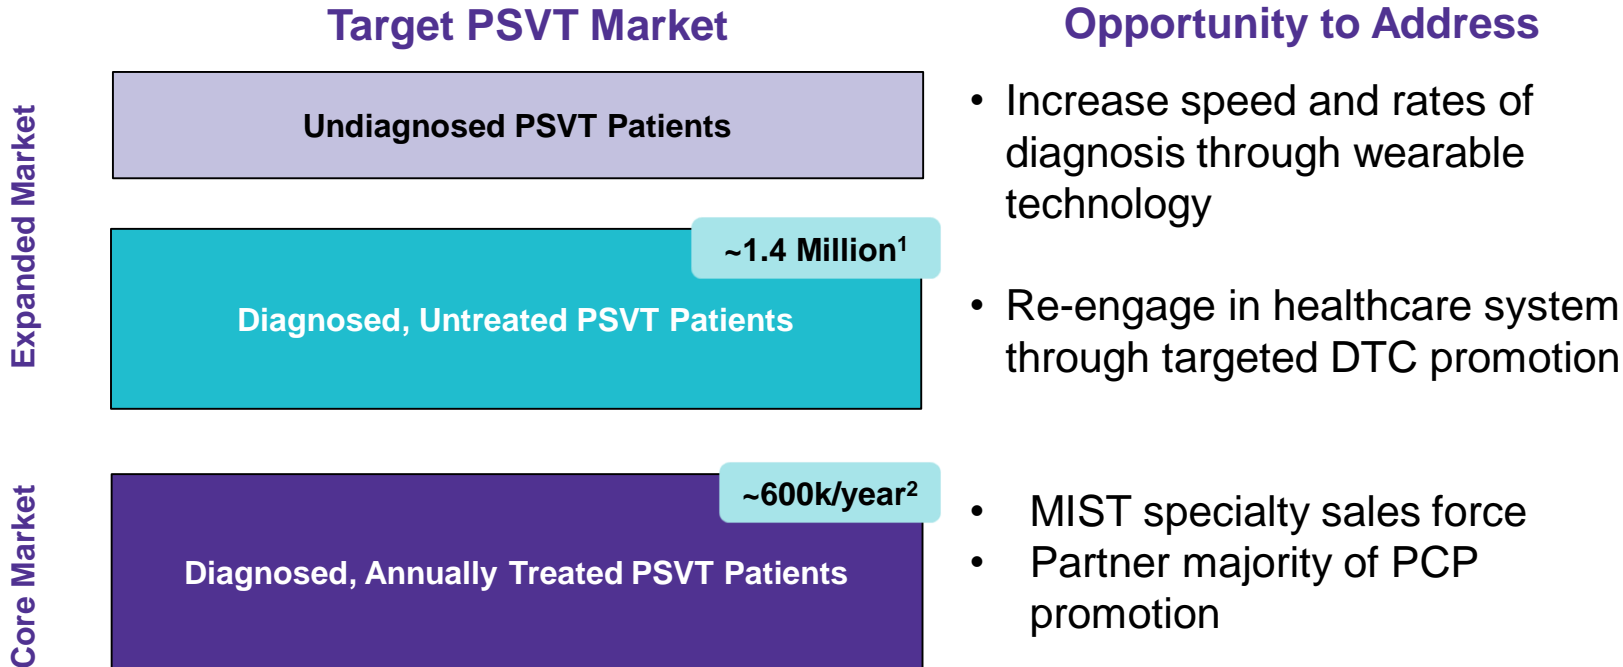 Target PSVT Market
Opportunity to Address
Expanded Market
Undiagnosed PSVT Patients
• Increase speed and rates of
diagnosis through wearable
technology
~1.4 Million¹
Diagnosed, Untreated PSVT Patients
• Re-engage in healthcare system
through targeted DTC promotion
Core Market
~600k/year²
Diagnosed, Annually Treated PSVT Patients
• MIST specialty sales force
• Partner majority of PCP
promotion